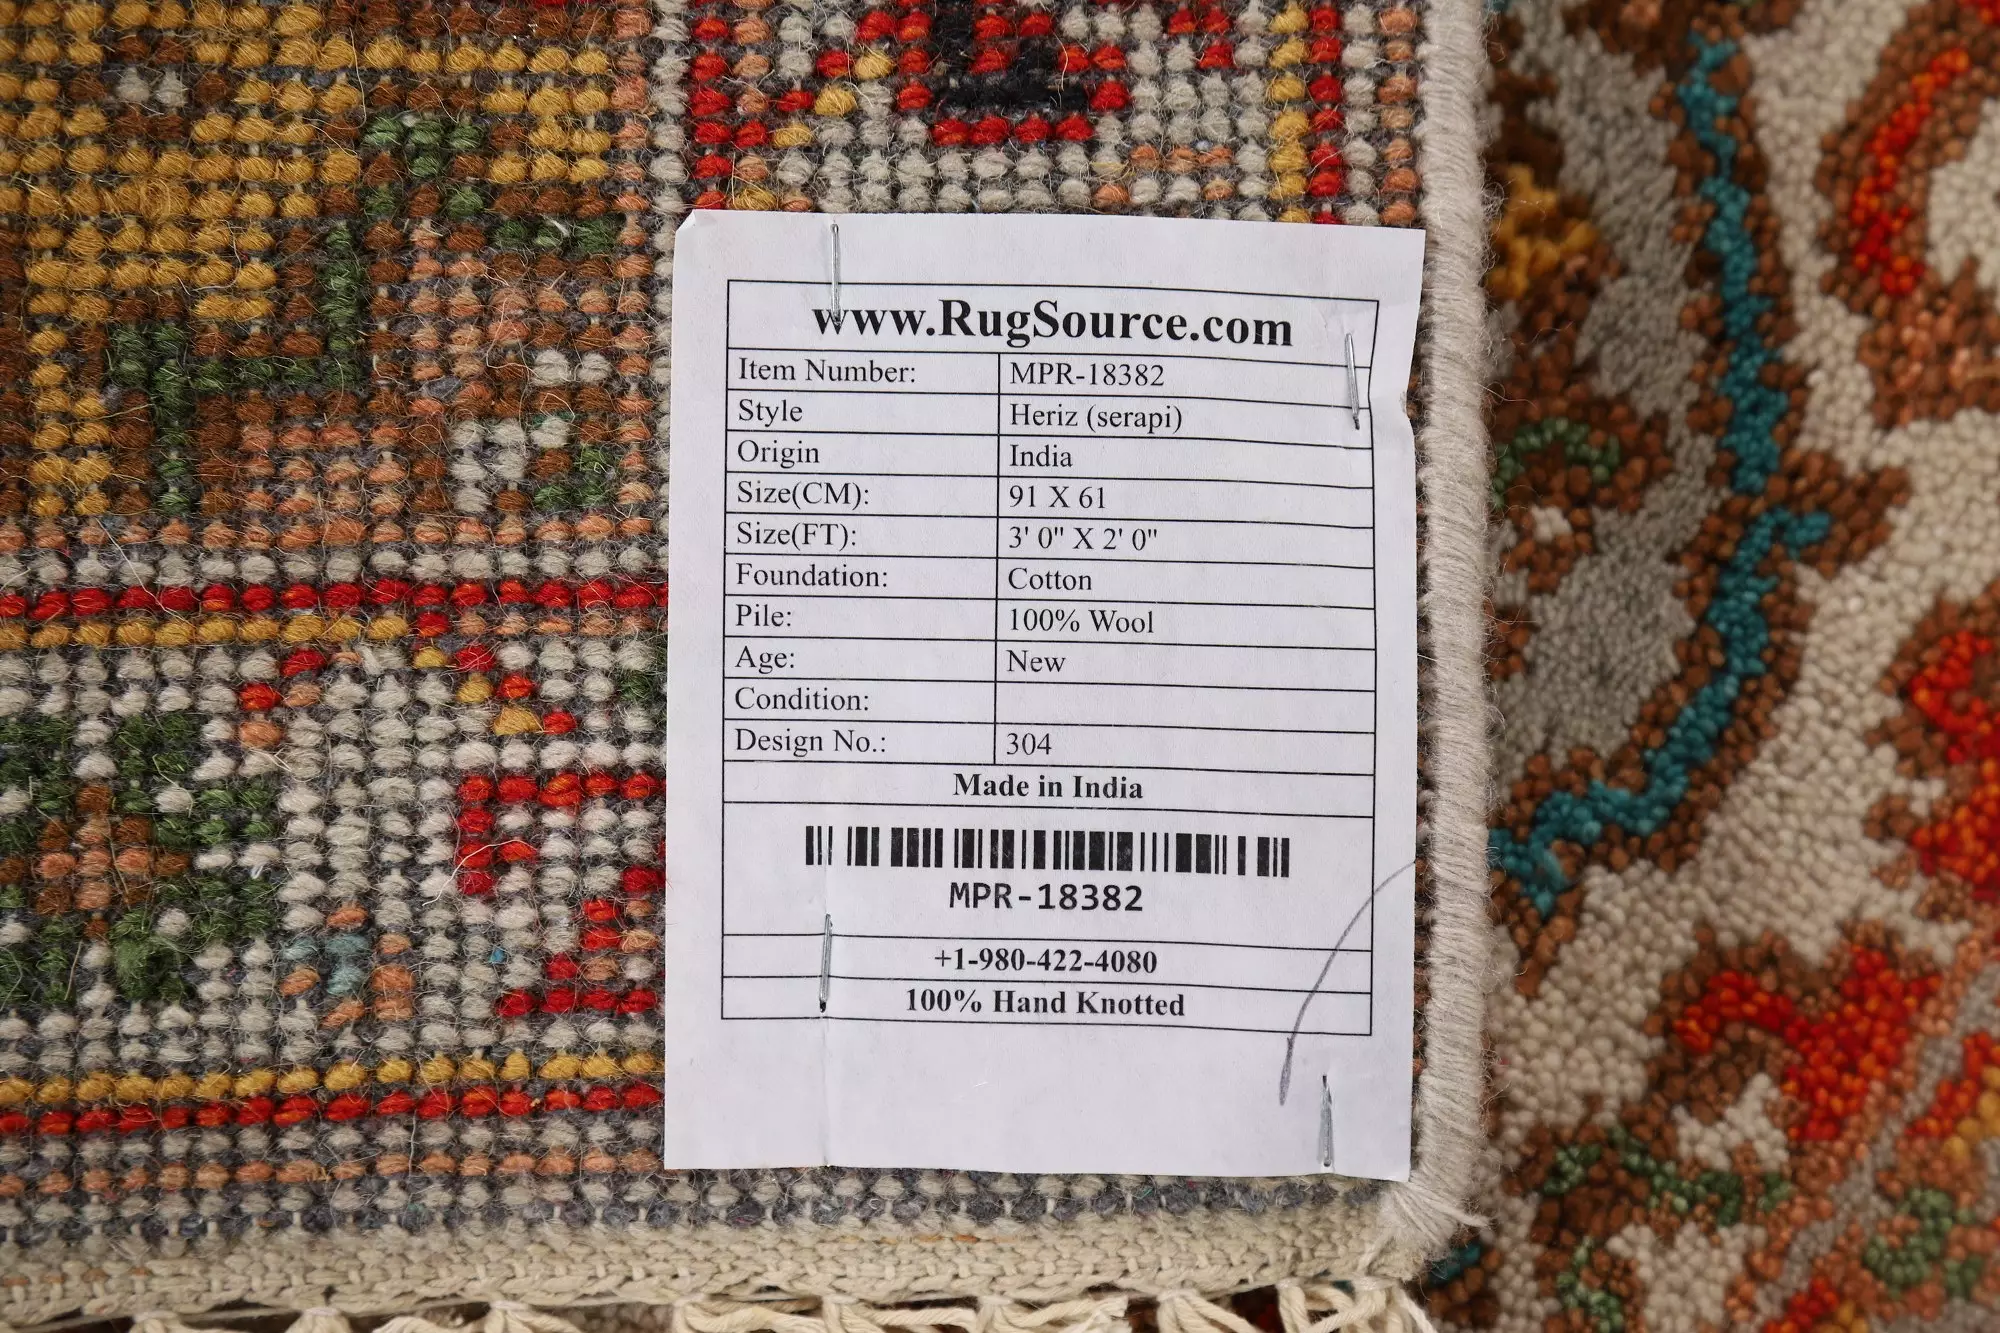 www.RugSource.com
Item Number: MPR-18382
Style Heriz (serapi)
Origin India
Size(CM): 91 X 61
Size(FT): 3' 0" X 2' 0"
Foundation: Cotton
Pile: 100% Wool
Age: New
Condition:
Design No.: 304
Made in India
MPR-18382
+1-980-422-4080
100% Hand Knotted